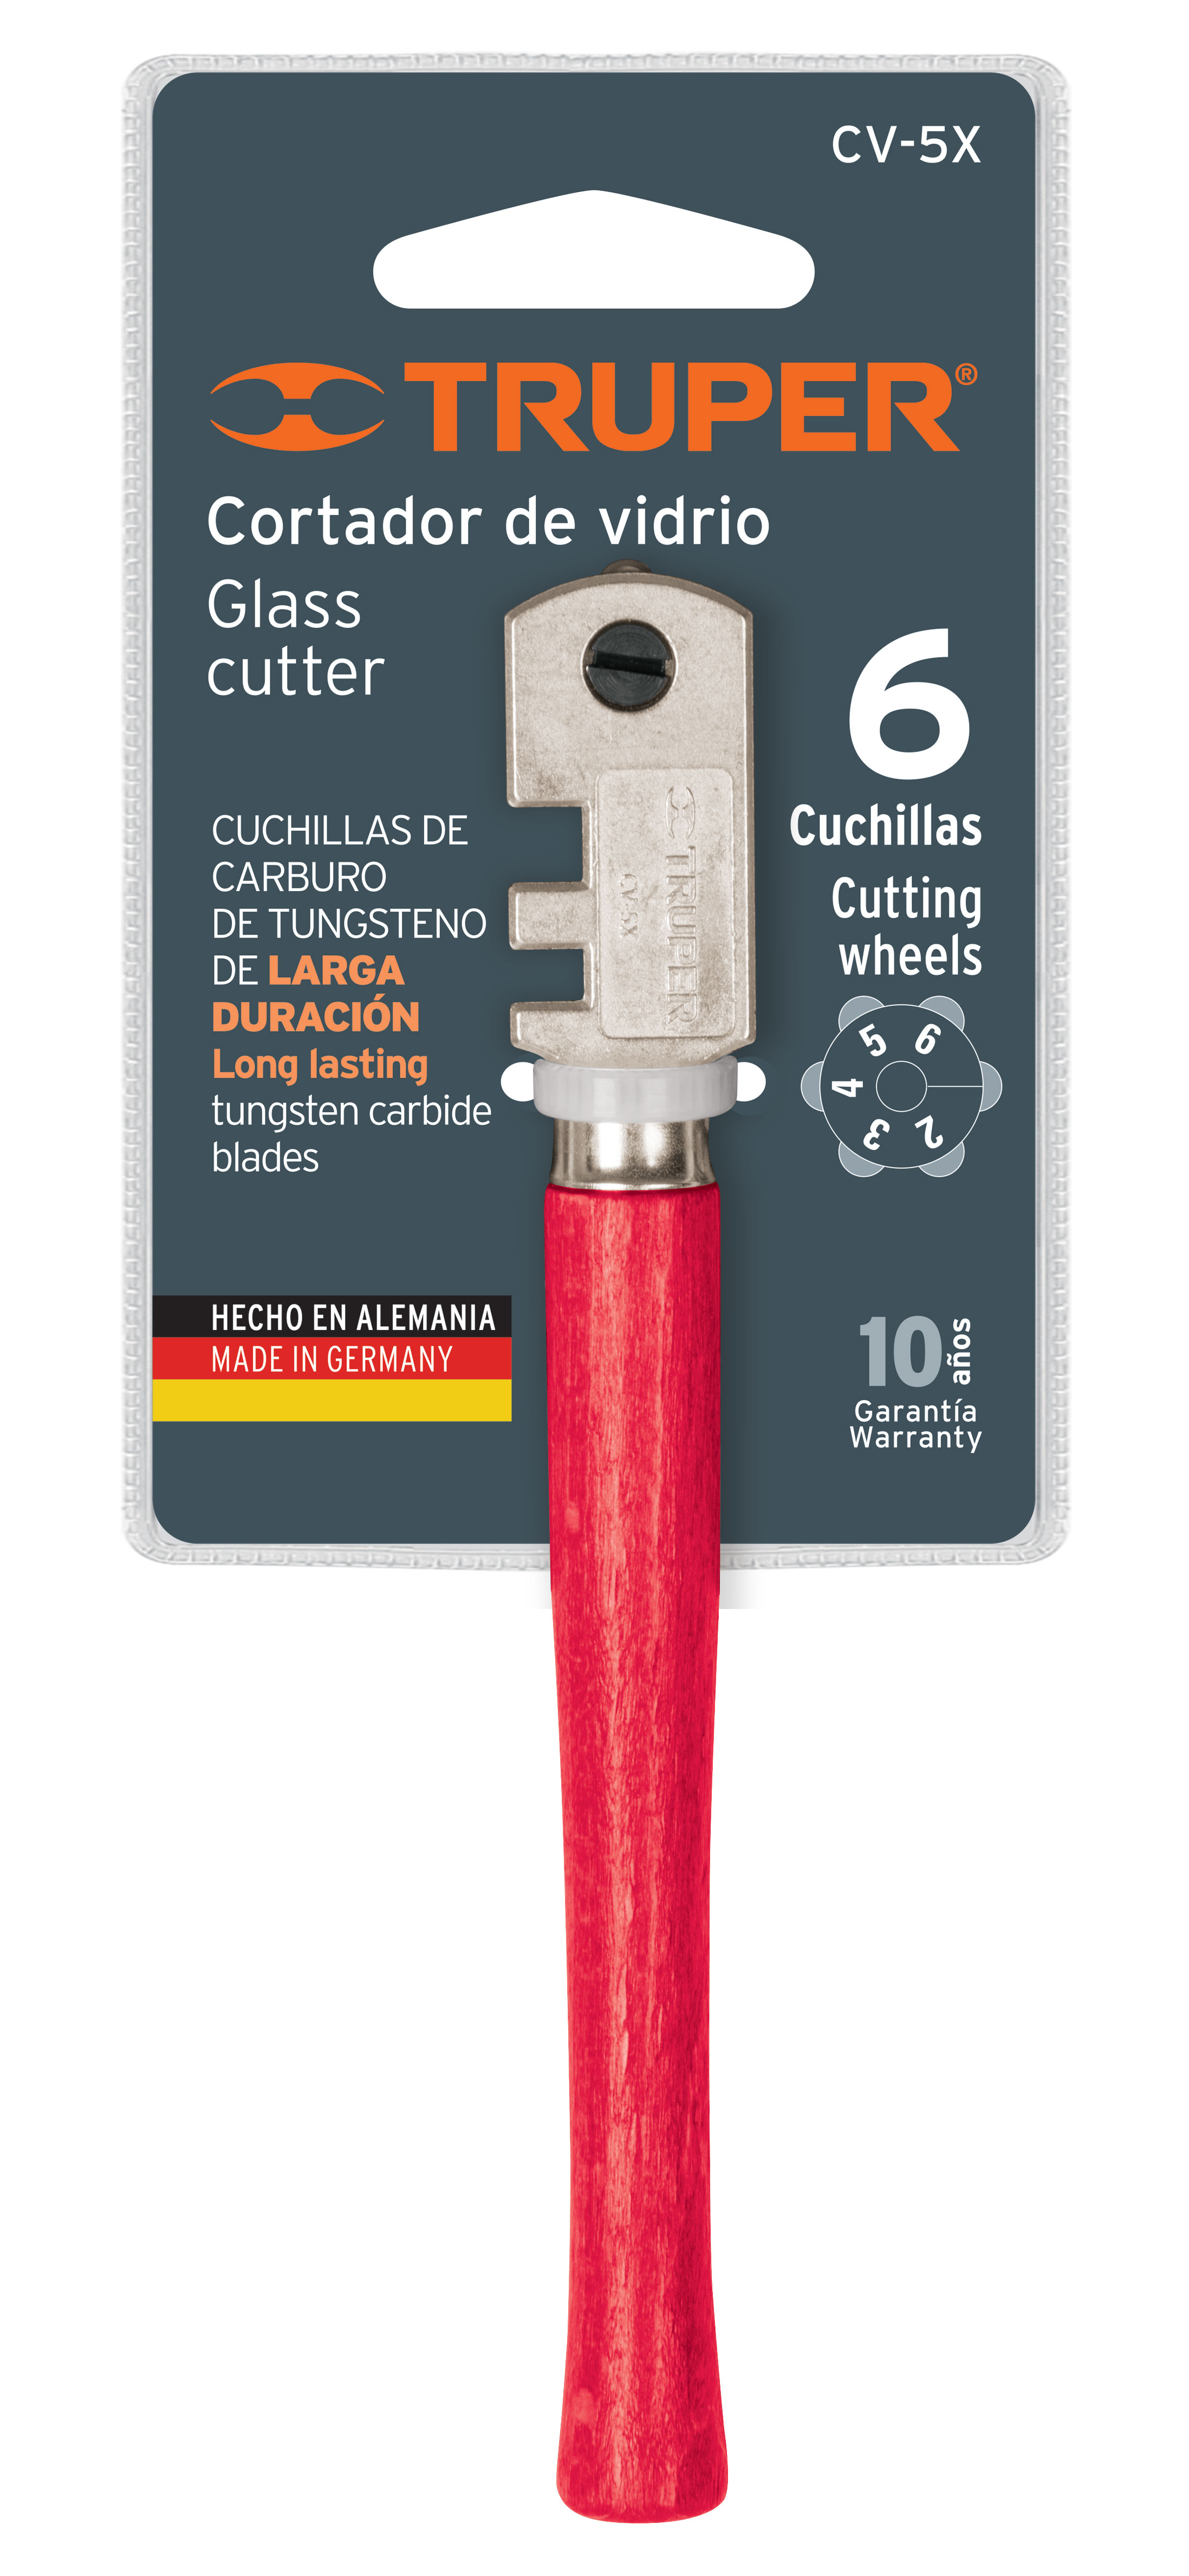 CV-5X
TRUPER®
Cortador de vidrio
Glass
cutter
6
Cuchillas
Cutting
wheels
CUCHILLAS DE
CARBURO
DE TUNGSTENO
DE LARGA
DURACIÓN
Long lasting
tungsten carbide
blades
TRUPER
CV-5X
5 6
4
3 2
HECHO EN ALEMANIA
MADE IN GERMANY
10 años
Garantía
Warranty